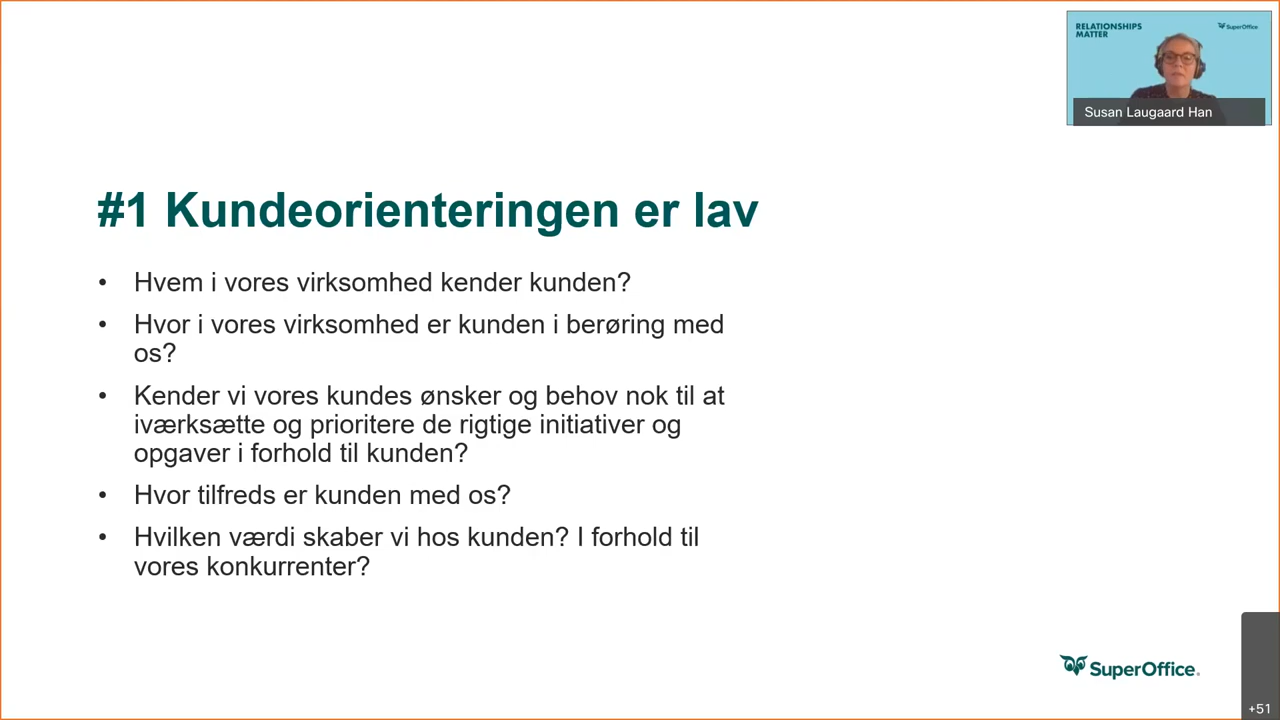 RELATIONSHIPS
MATTER
SuperOffice
Susan Laugaard Han
#1 Kundeorienteringen er lav
• Hvem i vores virksomhed kender kunden?
• Hvor i vores virksomhed er kunden i berøring med
os?
• Kender vi vores kundes ønsker og behov nok til at
iværksætte og prioritere de rigtige initiativer og
opgaver i forhold til kunden?
• Hvor tilfreds er kunden med os?
• Hvilken værdi skaber vi hos kunden? I forhold til
vores konkurrenter?
SuperOffice.
+51